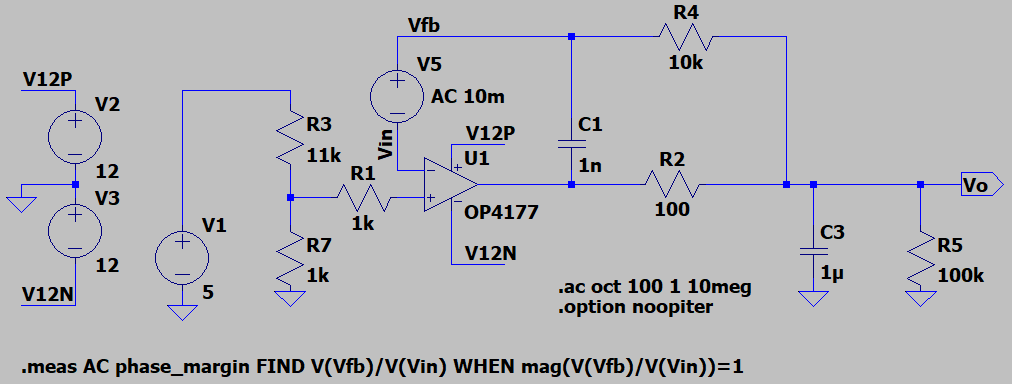 R4
Vfb
10k
V5
V12P
V2
AC 10m
R3
C1
11k
Vin
V12P
U1
1n
R2
12
R1
V3
OP4177
100
Vo
1k
V1
C3
R7
V12N
R5
12
1k
1µ
100k
V12N
5
.ac oct 100 1 10meg
.option noopiter
.meas AC phase_margin FIND V(Vfb)/V(Vin) WHEN mag(V(Vfb)/V(Vin))=1